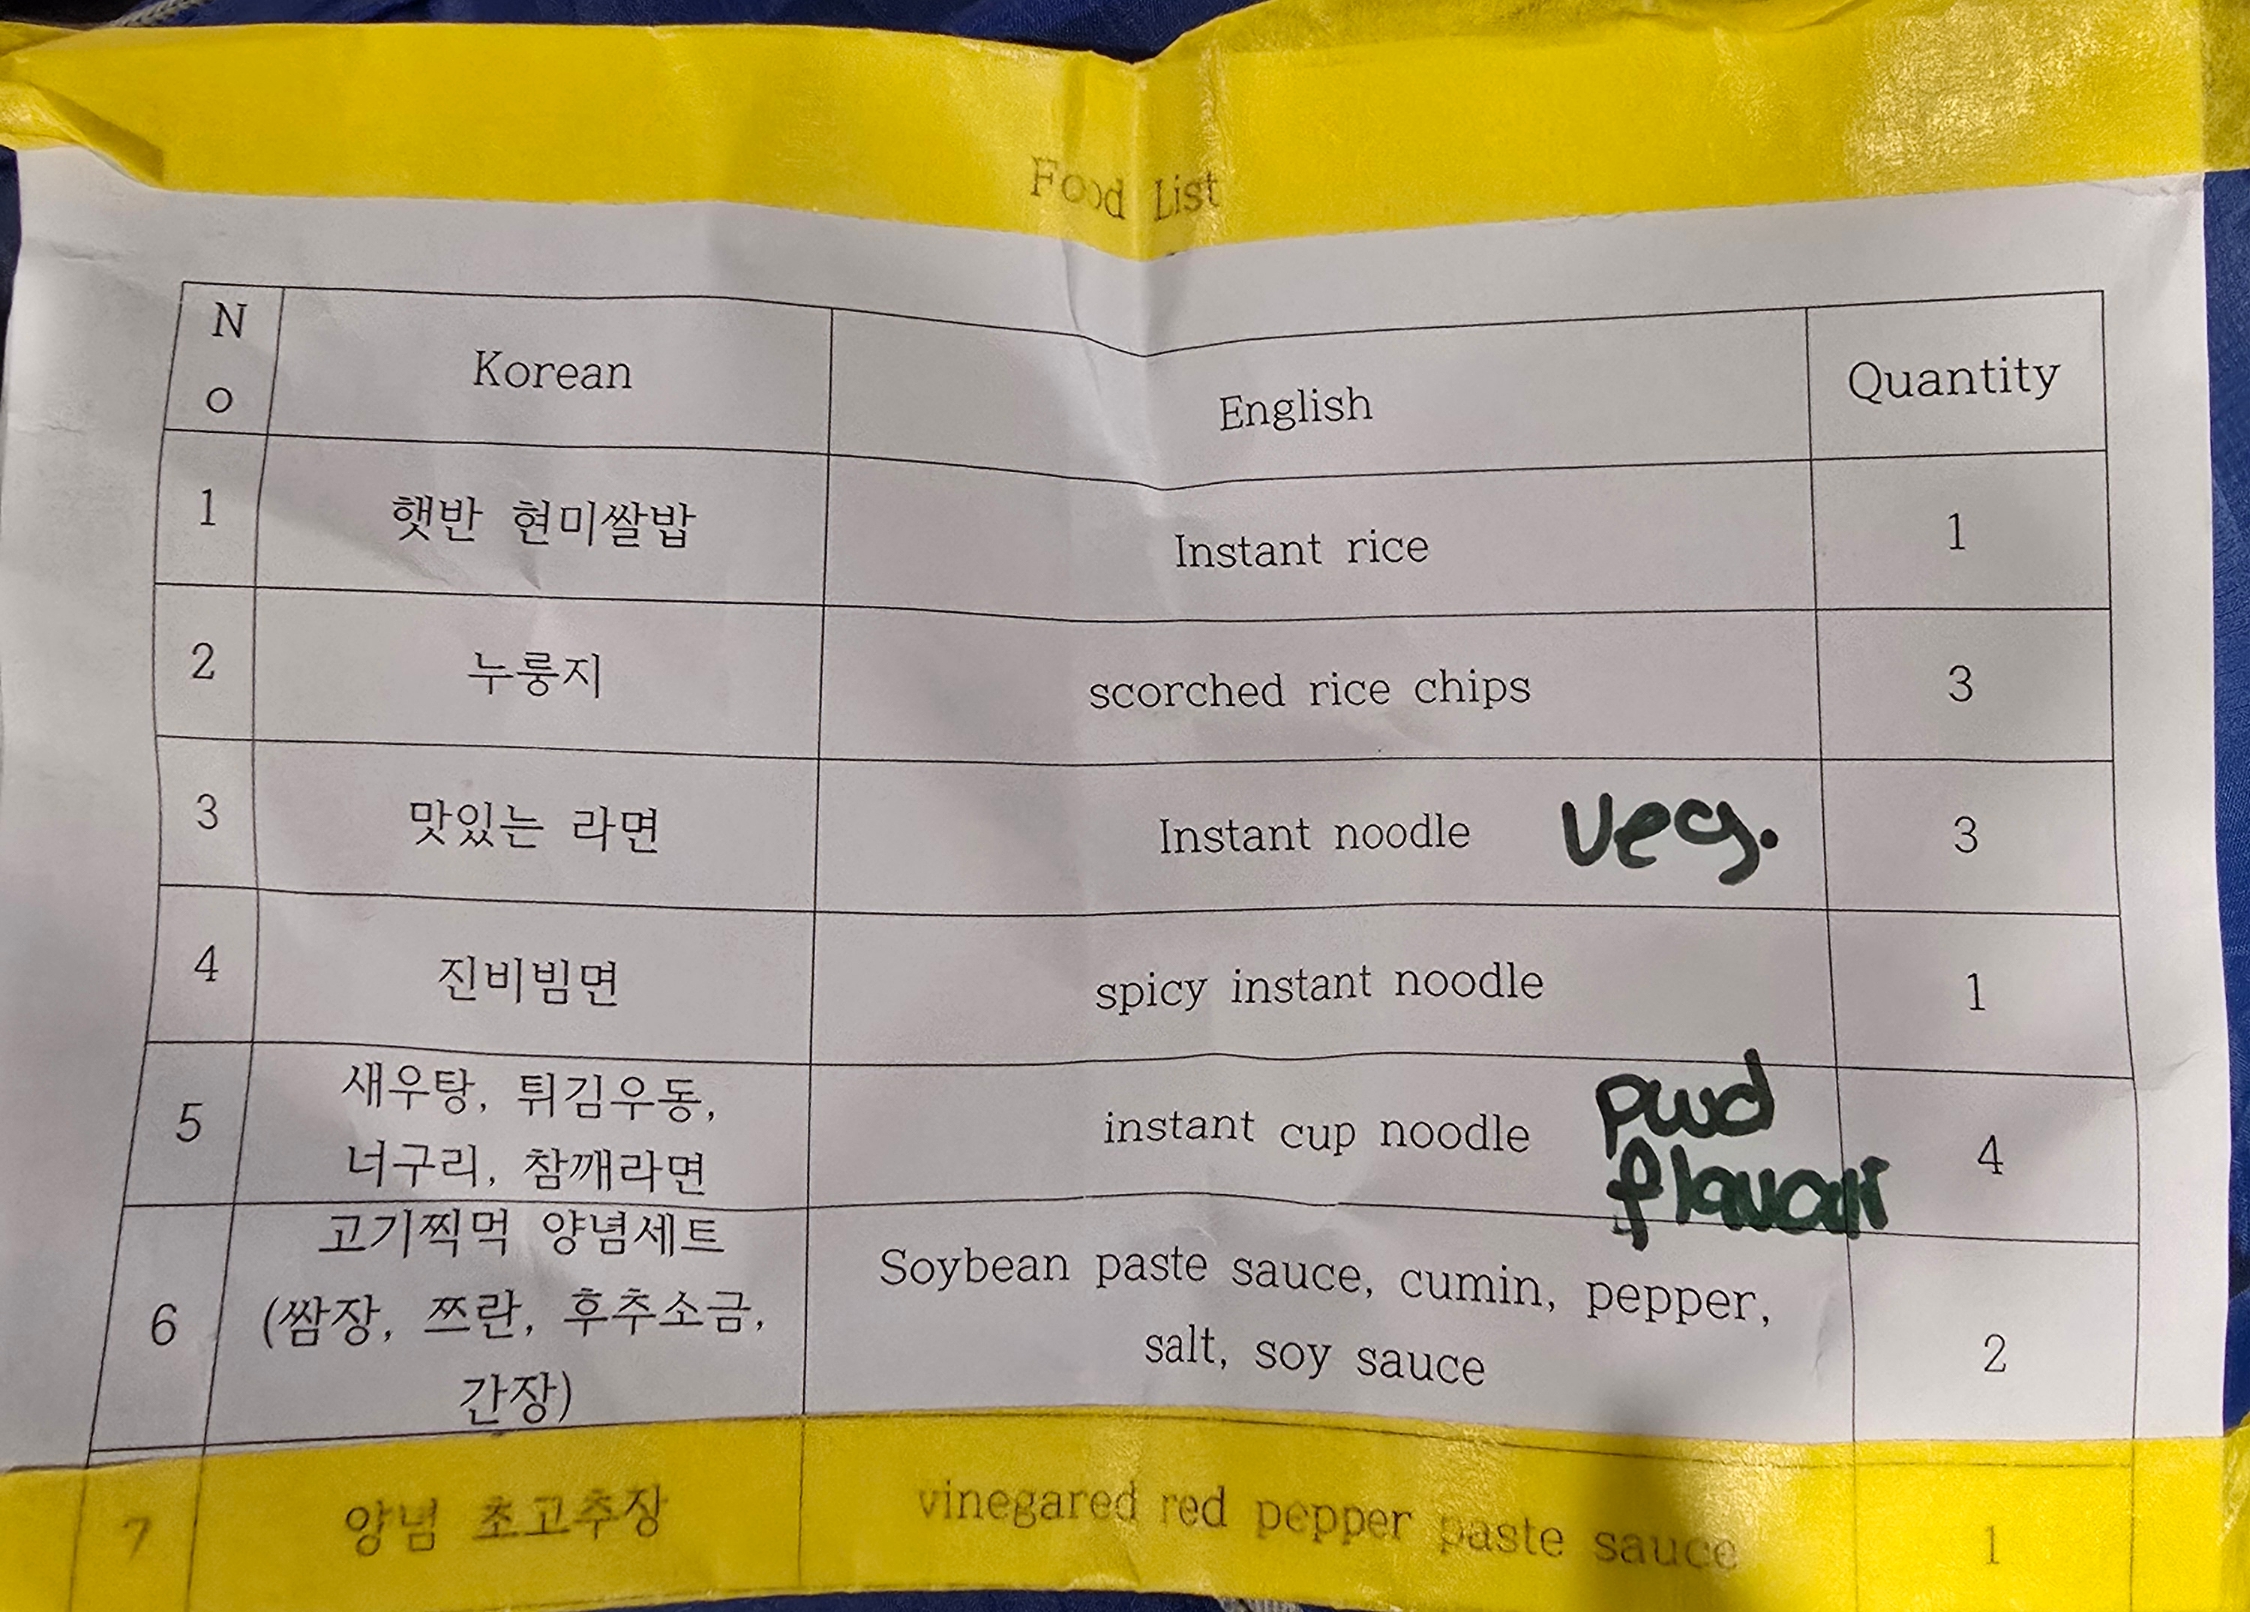 Food List
No Korean English Quantity
1 햇반 현미쌀밥 Instant rice 1
2 누룽지 scorched rice chips 3
3 맛있는 라면 Instant noodle veg. 3
4 진비빔면 spicy instant noodle 1
5 새우탕, 튀김우동,
너구리, 참깨라면 instant cup noodle pwd
flavour 4
6 고기찍먹 양념세트
(쌈장, 쯔란, 후추소금,
간장) Soybean paste sauce, cumin, pepper,
salt, soy sauce 2
7 양념 초고추장 vinegared red pepper paste sauce 1